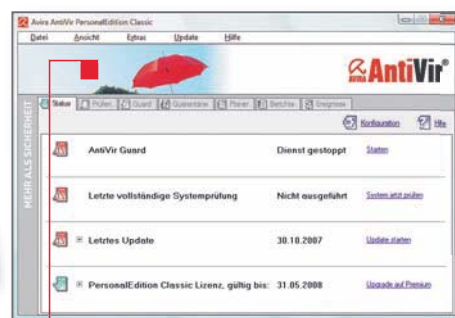 Avira AntiVir PersonalEdition Classic
Datei Ansicht Extras Update Hilfe
AVIRA AntiVir®
MEHR ALS SICHERHEIT
Status Prüfen Guard Quarantäne Planer Berichte Ereignisse
Konfiguration Hilfe
AntiVir Guard Dienst gestoppt Starten
Letzte vollständige Systemprüfung Nicht ausgeführt System jetzt prüfen
Letztes Update 30.10.2007 Update starten
PersonalEdition Classic Lizenz, gültig bis: 31.05.2008 Upgrade auf Premium